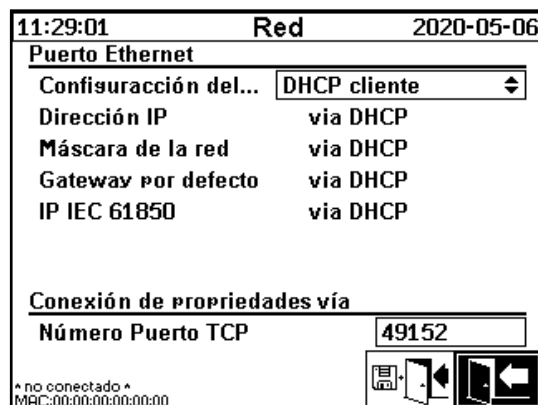 11:29:01 Red 2020-05-06
Puerto Ethernet
Configuracción del... DHCP cliente
Dirección IP via DHCP
Máscara de la red via DHCP
Gateway por defecto via DHCP
IP IEC 61850 via DHCP
Conexión de propriedades vía
Número Puerto TCP 49152
* no conectado *
MAC:00:00:00:00:00:00